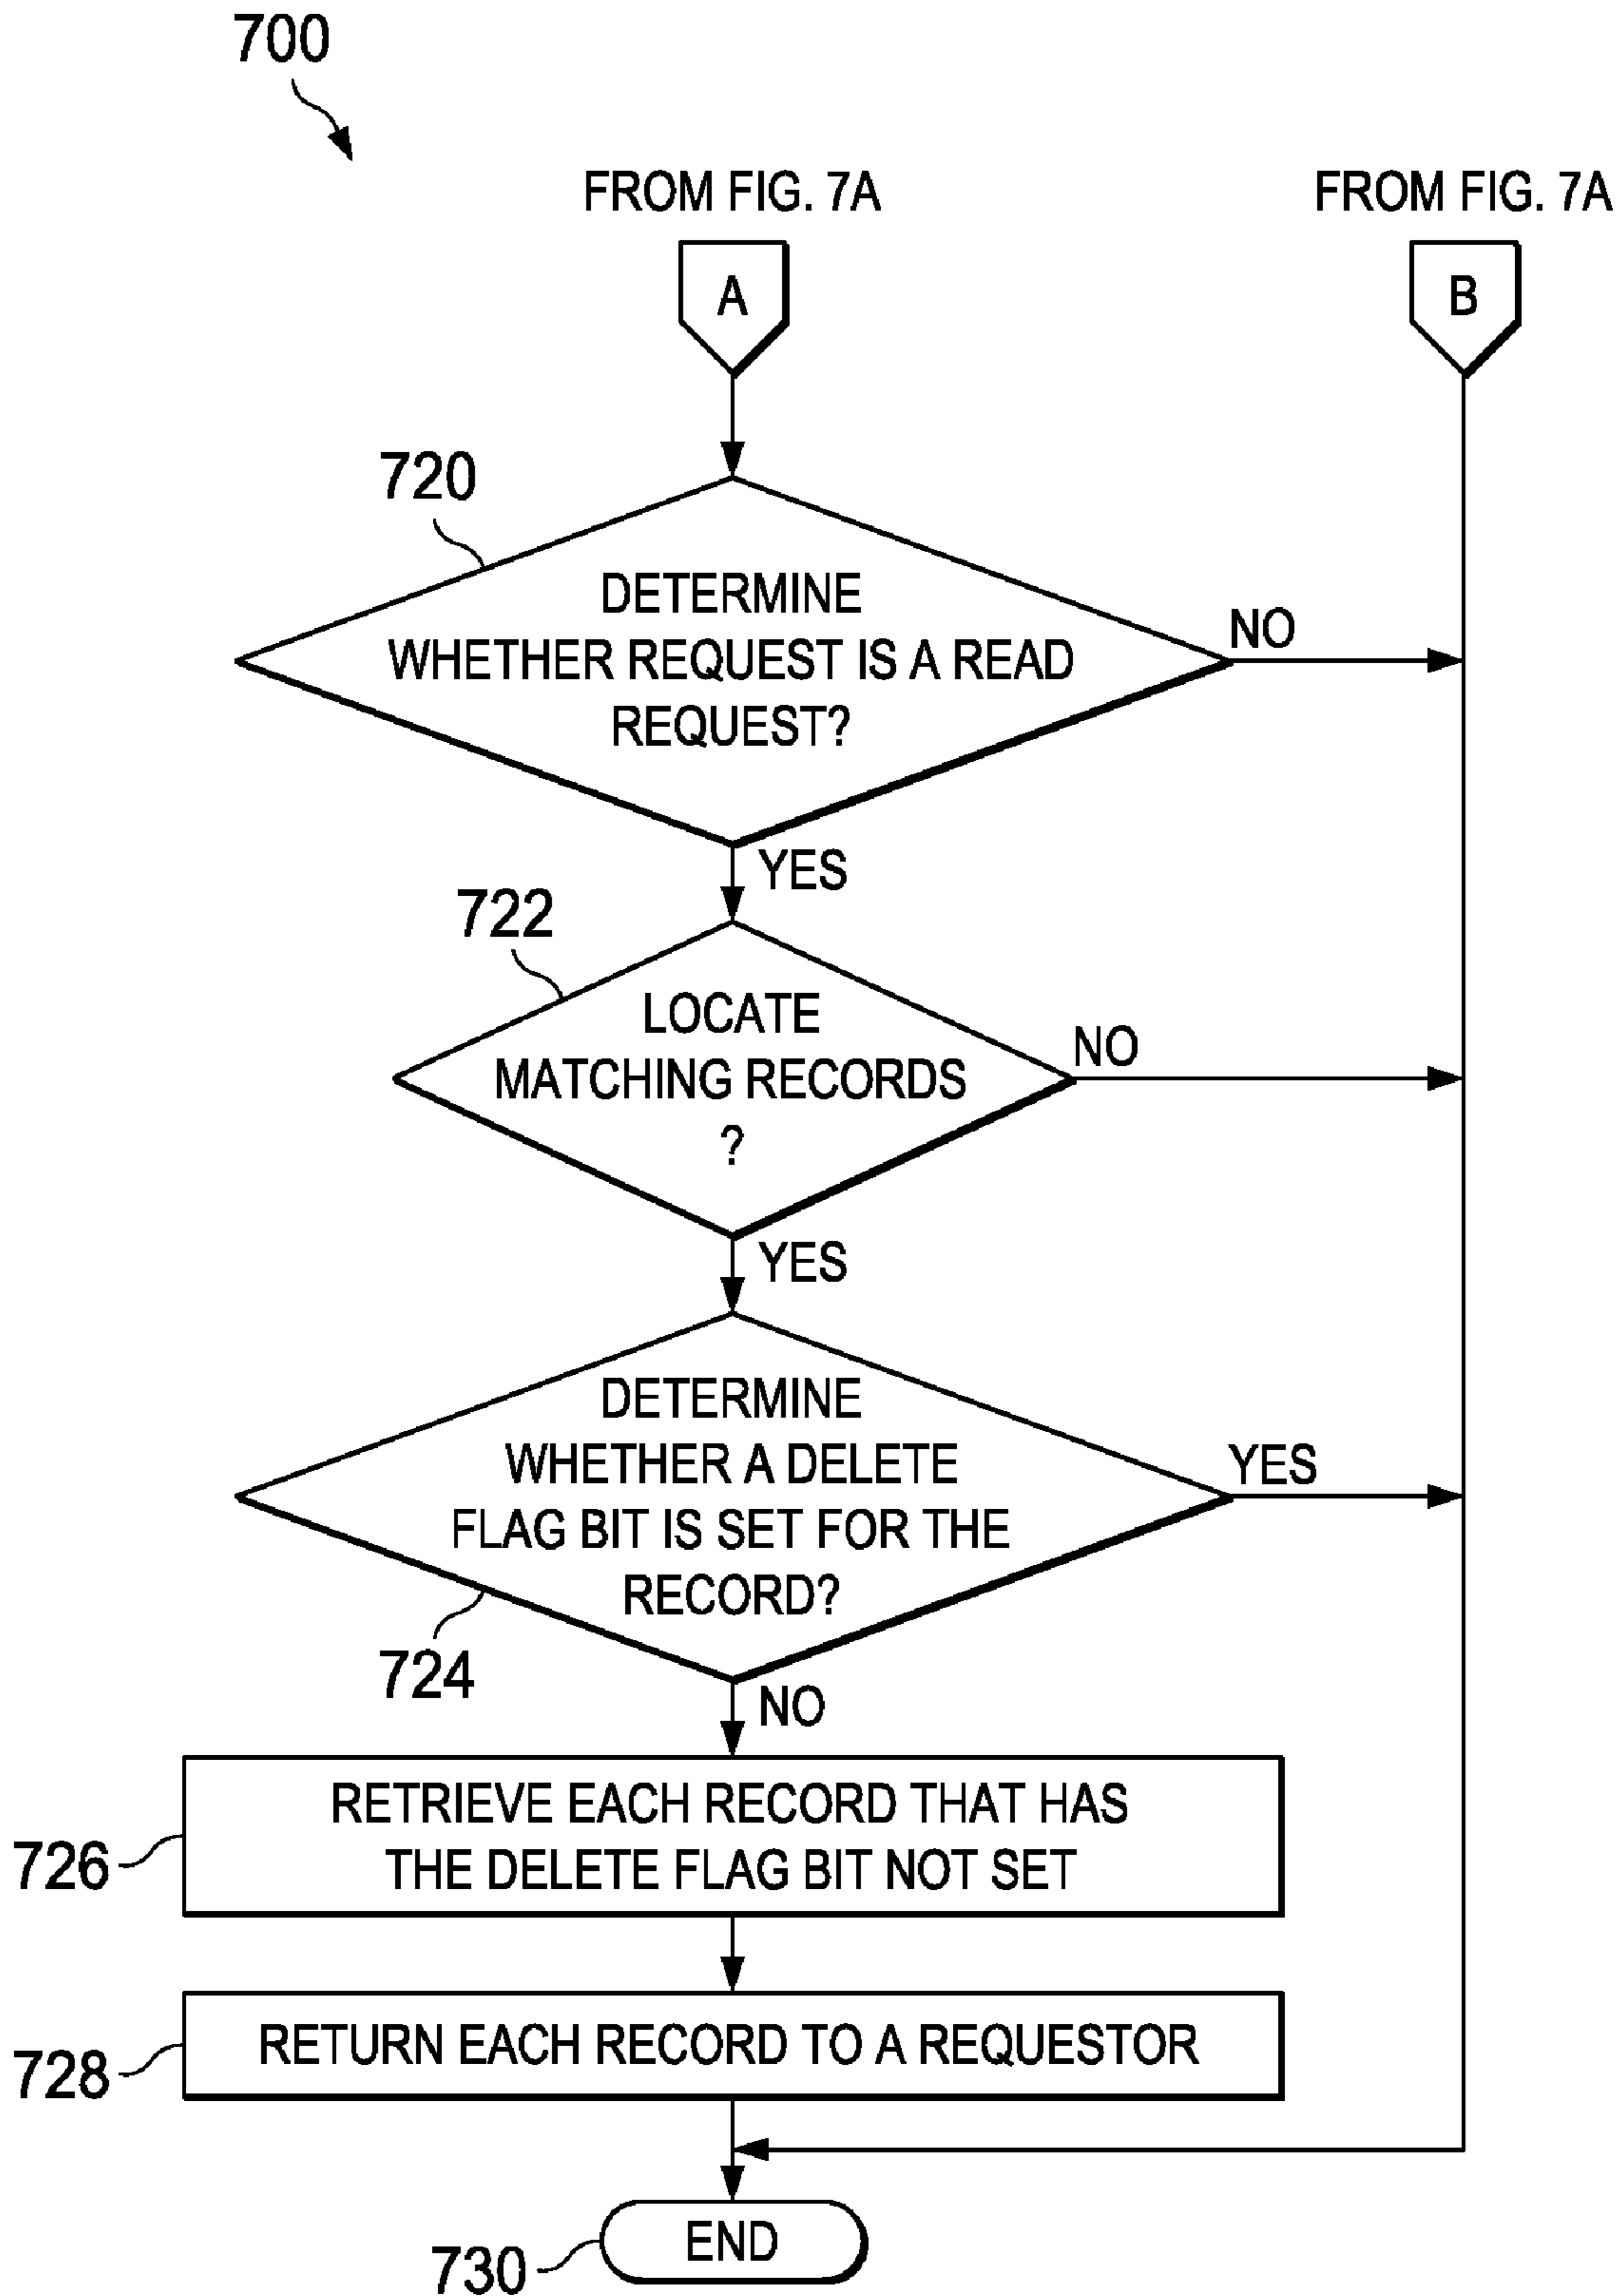 700
FROM FIG. 7A
FROM FIG. 7A
A
B
720
DETERMINE
WHETHER REQUEST IS A READ
REQUEST?
NO
YES
722
LOCATE
MATCHING RECORDS
?
NO
YES
DETERMINE
WHETHER A DELETE
FLAG BIT IS SET FOR THE
RECORD?
YES
724
NO
RETRIEVE EACH RECORD THAT HAS
THE DELETE FLAG BIT NOT SET
726
RETURN EACH RECORD TO A REQUESTOR
728
END
730